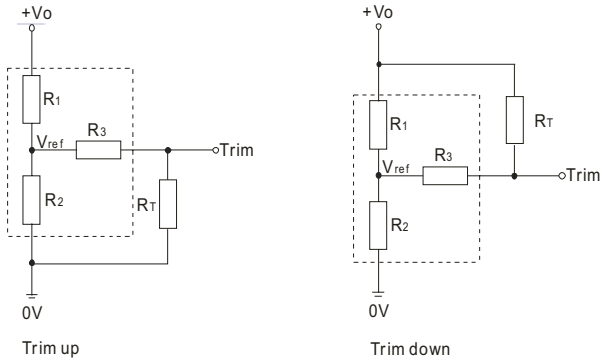 +Vo
R1
Vref
R3
Trim
R2
RT
0V
Trim up
+Vo
R1
RT
Vref
R3
Trim
R2
0V
Trim down